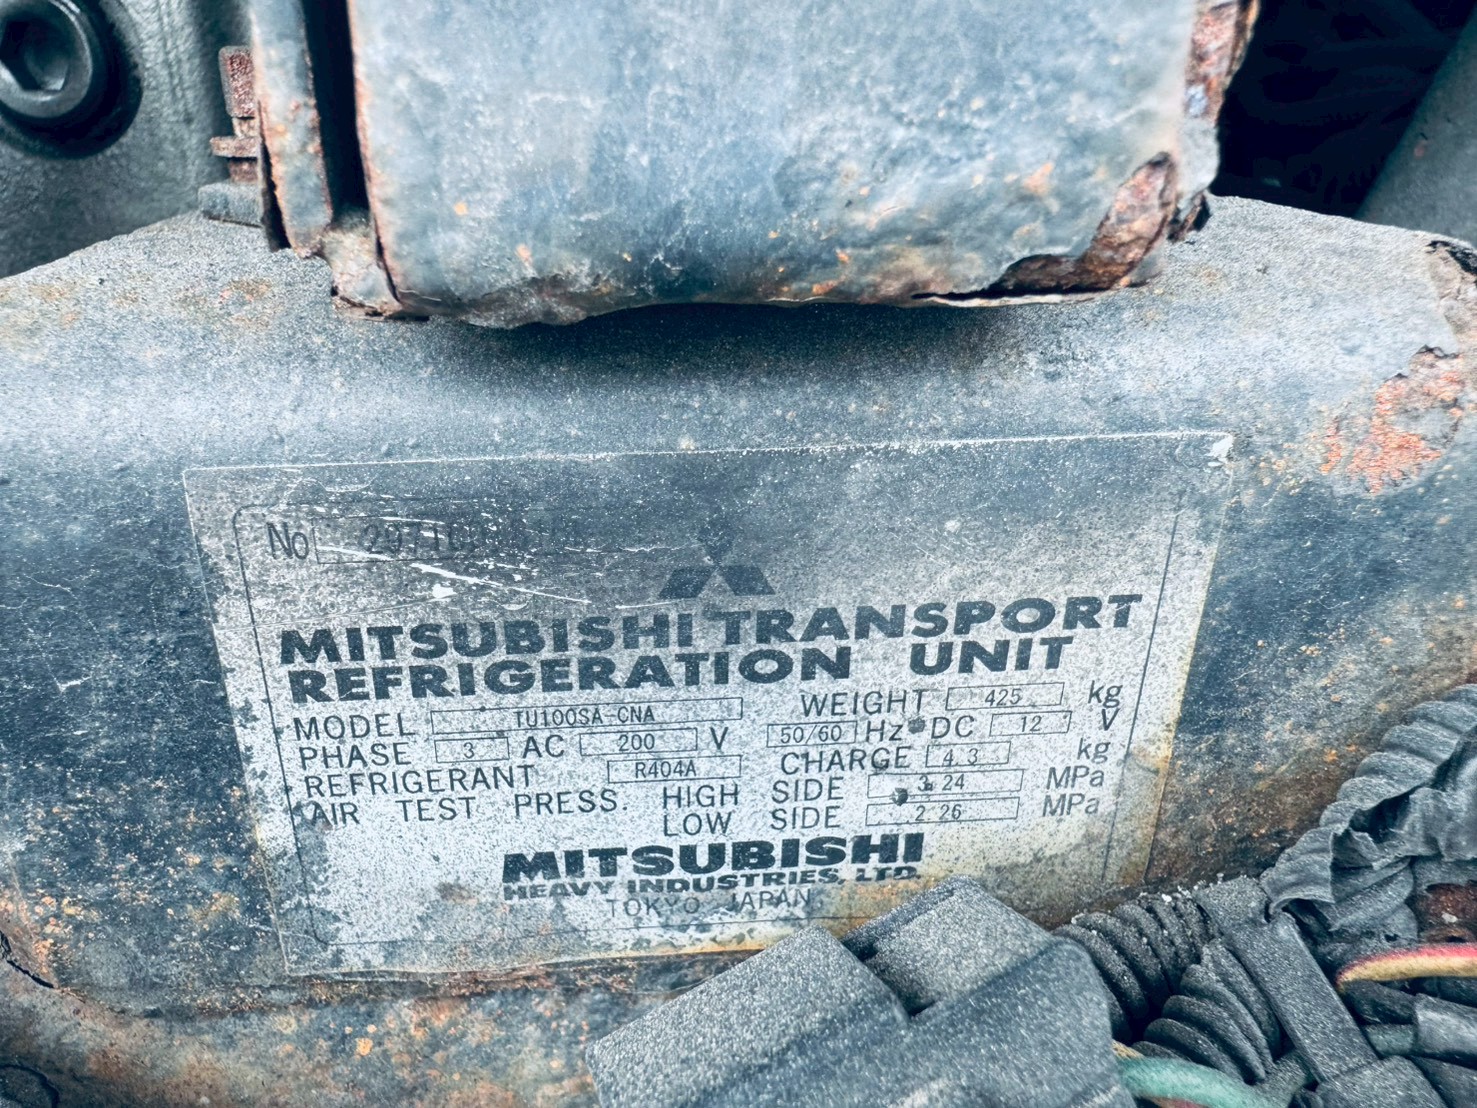 No
MITSUBISHI TRANSPORT
REFRIGERATION UNIT
MODEL TU100SA-CNA WEIGHT 425 kg
PHASE 3 AC 200 V 50/60 Hz DC 12 V
REFRIGERANT R404A CHARGE 4.3 kg
AIR TEST PRESS. HIGH SIDE 3.24 MPa
LOW SIDE 2.26 MPa
MITSUBISHI
HEAVY INDUSTRIES, LTD.
TOKYO JAPAN